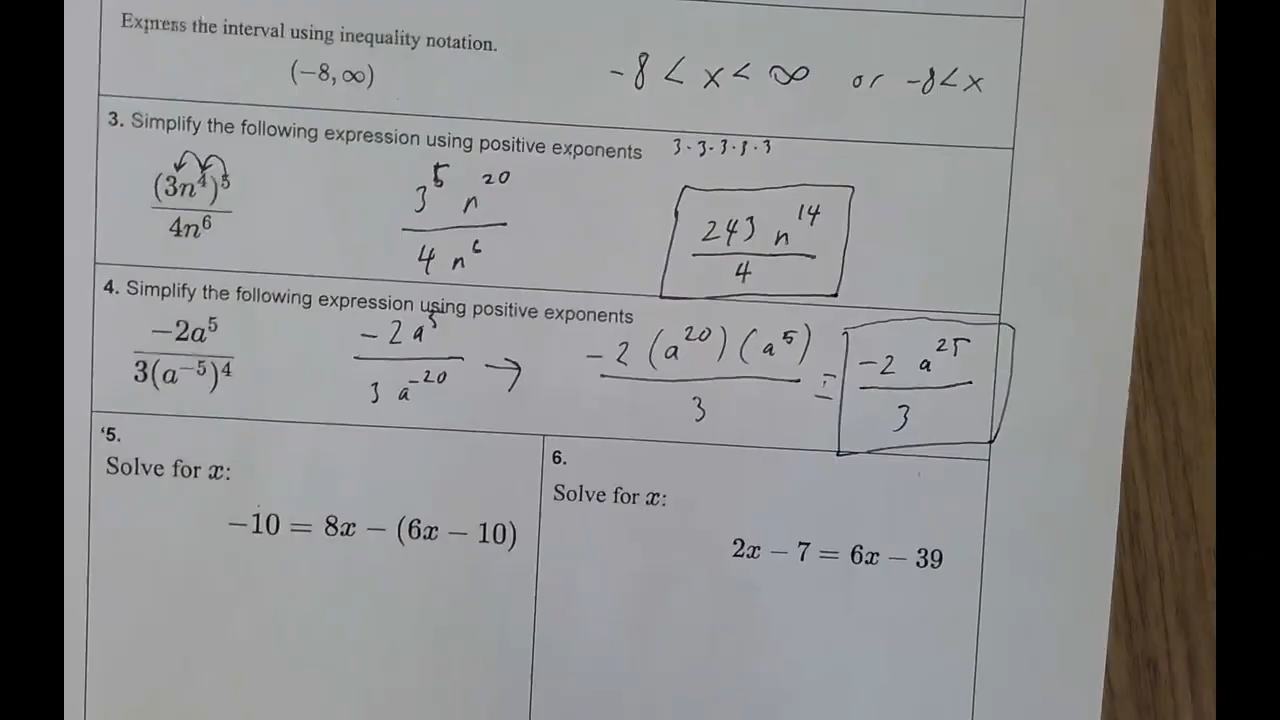 Express the interval using inequality notation.
(−8, ∞)
-8 < x < ∞ or -8 < x
3. Simplify the following expression using positive exponents
3·3·3·3·3
(3n⁴)⁵
4n⁶
3⁵ n²⁰
4 n⁶
243 n¹⁴
4
4. Simplify the following expression using positive exponents
−2a⁵
3(a⁻⁵)⁴
-2a⁵
3 a⁻²⁰
→
-2 (a²⁰)(a⁵)
3
=
-2 a²⁵
3
'5.
Solve for x:
−10 = 8x − (6x − 10)
6.
Solve for x:
2x − 7 = 6x − 39